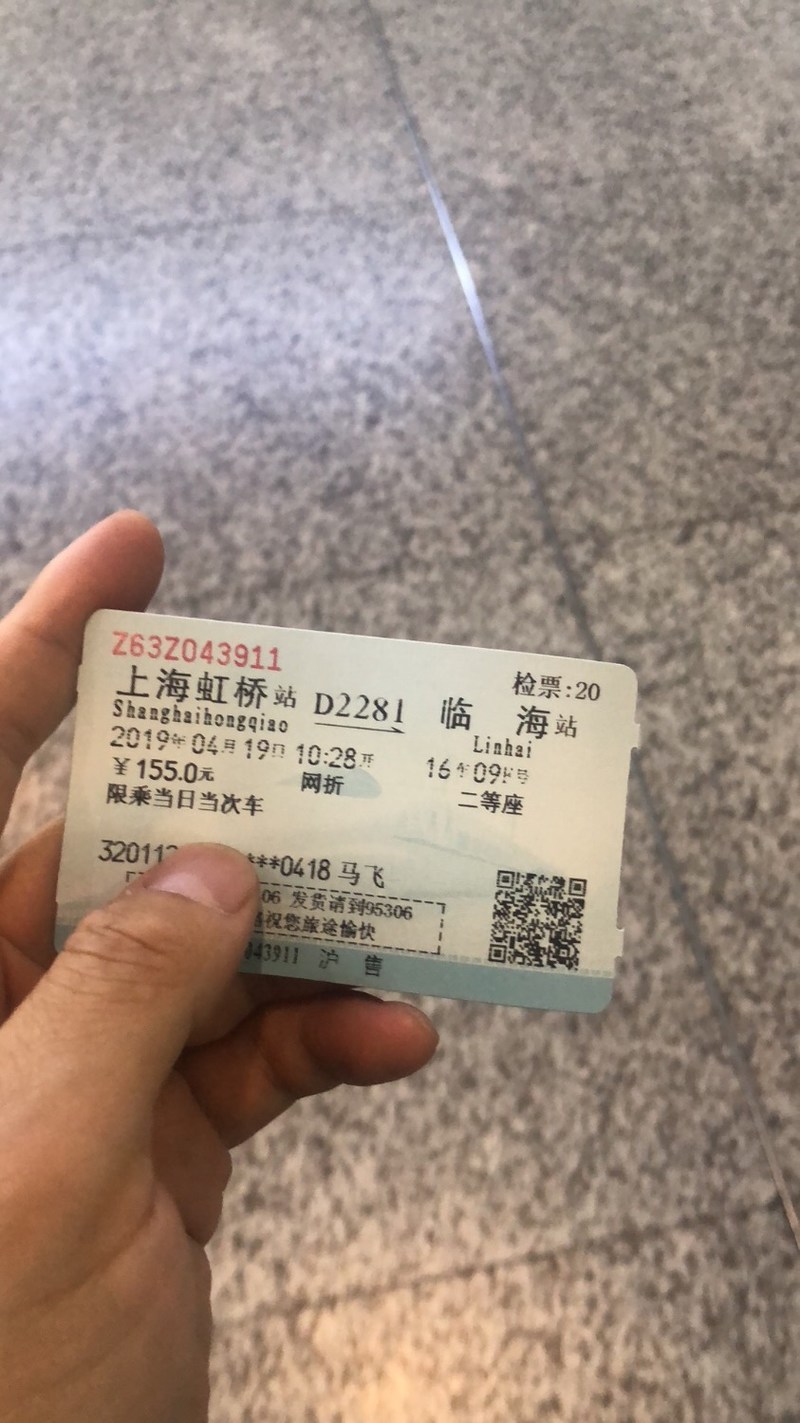 Z63Z043911
检票:20
上海虹桥站 D2281 临海站
Shanghaihongqiao Linhai
2019年04月19日 10:28开 16车09F号
￥155.0元 网折 二等座
限乘当日当次车
320113 ***0418 马飞
06 发货请到95306
祝您旅途愉快
43911 沪售